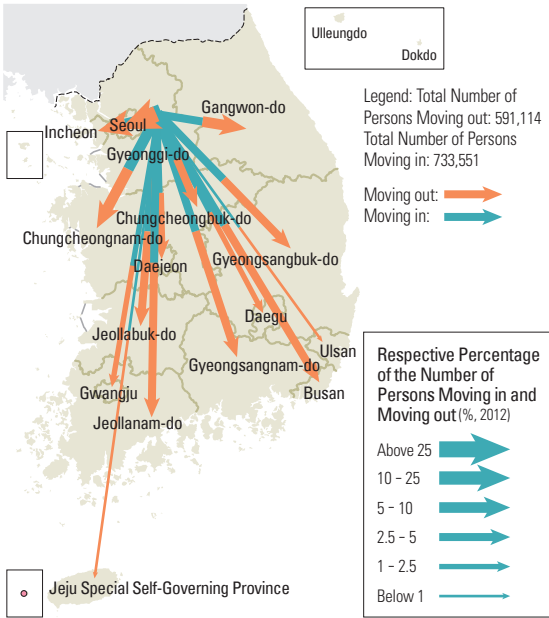 Ulleungdo
Dokdo
Legend: Total Number of
Persons Moving out: 591,114
Total Number of Persons
Moving in: 733,551
Moving out:
Moving in:
Gangwon-do
Seoul
Incheon
Gyeonggi-do
Chungcheongbuk-do
Chungcheongnam-do
Gyeongsangbuk-do
Daejeon
Daegu
Jeollabuk-do
Ulsan
Gyeongsangnam-do
Gwangju
Busan
Jeollanam-do
Jeju Special Self-Governing Province
Respective Percentage
of the Number of
Persons Moving in and
Moving out (%, 2012)
Above 25
10 – 25
5 – 10
2.5 – 5
1 – 2.5
Below 1